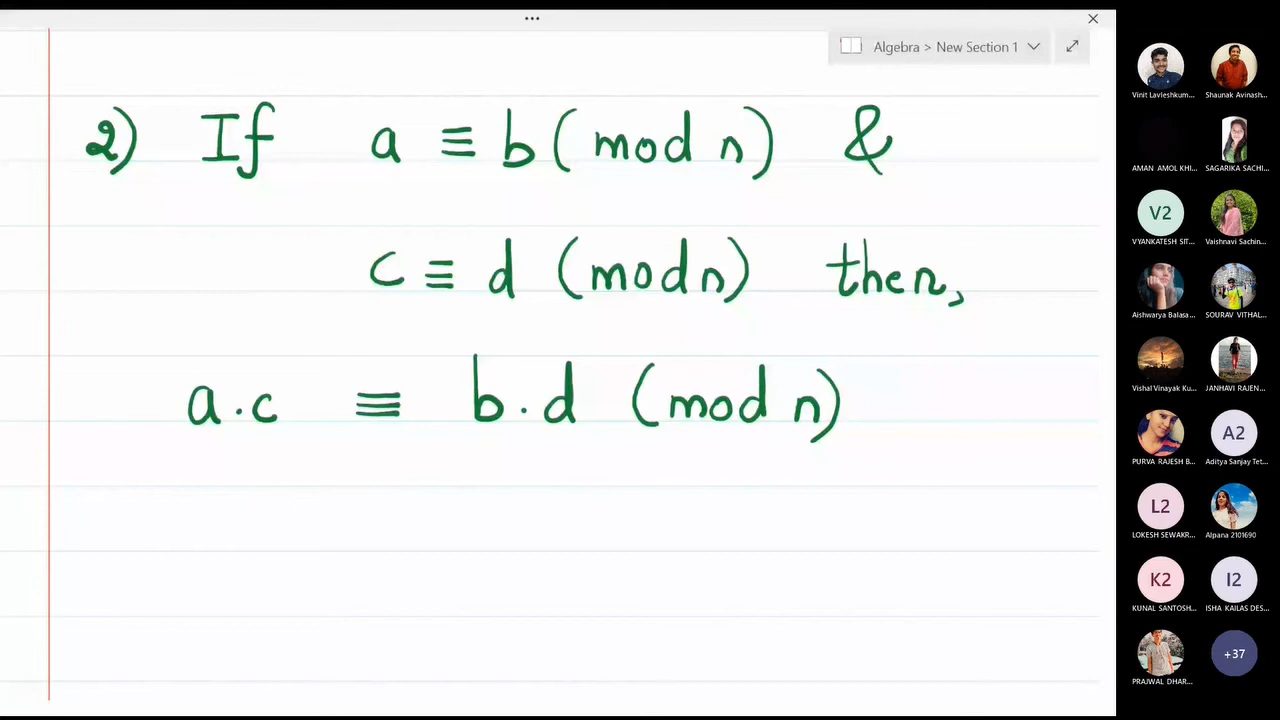 Algebra > New Section 1
2) If a ≡ b ( mod n) &
c ≡ d (mod n) then,
a.c ≡ b.d (mod n)
Vinit Lavleshkum...
Shaunak Avinash...
AMAN AMOL KHI...
SAGARIKA SACHI...
V2
VYANKATESH SIT...
Vaishnavi Sachin...
Aishwarya Balasa...
SOURAV VITHAL...
Vishal Vinayak Ku...
JANHAVI RAJEN...
PURVA RAJESH B...
A2
Aditya Sanjay Tet...
L2
LOKESH SEWAKR...
Alpana 2101690
K2
KUNAL SANTOSH...
I2
ISHA KAILAS DES...
PRAJWAL DHAR...
+37